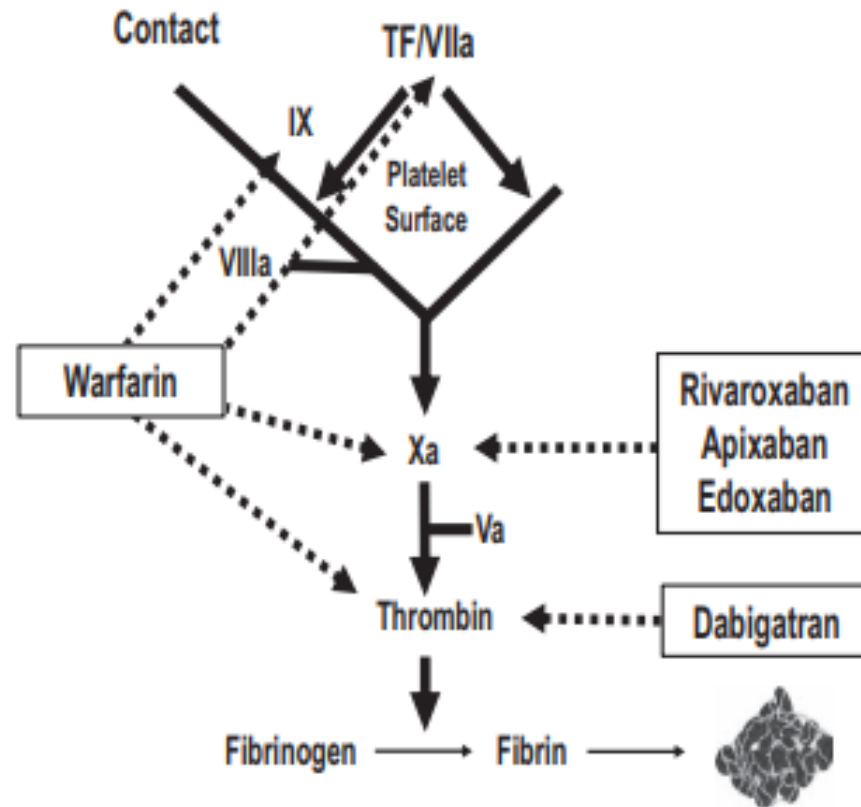 Contact
TF/VIIa
IX
Platelet
Surface
VIIIa
Warfarin
Rivaroxaban
Apixaban
Edoxaban
Xa
Va
Thrombin
Dabigatran
Fibrinogen
Fibrin